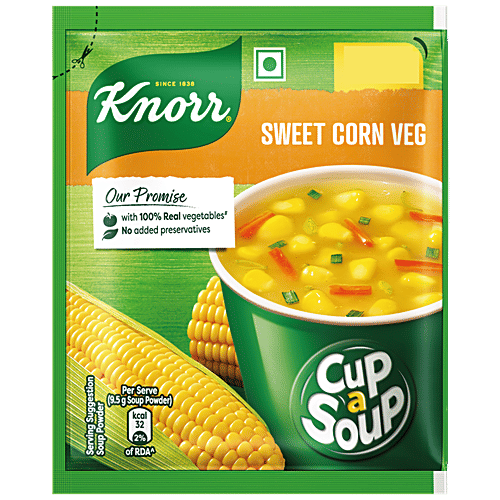 SINCE 1838
Knorr®
SWEET CORN VEG
Our Promise
with 100% Real vegetables#
No added preservatives
Cup
a
Soup
Serving Suggestion
Soup Powder
Per Serve
(9.5g Soup Powder)
kcal
32
2%
of RDA^